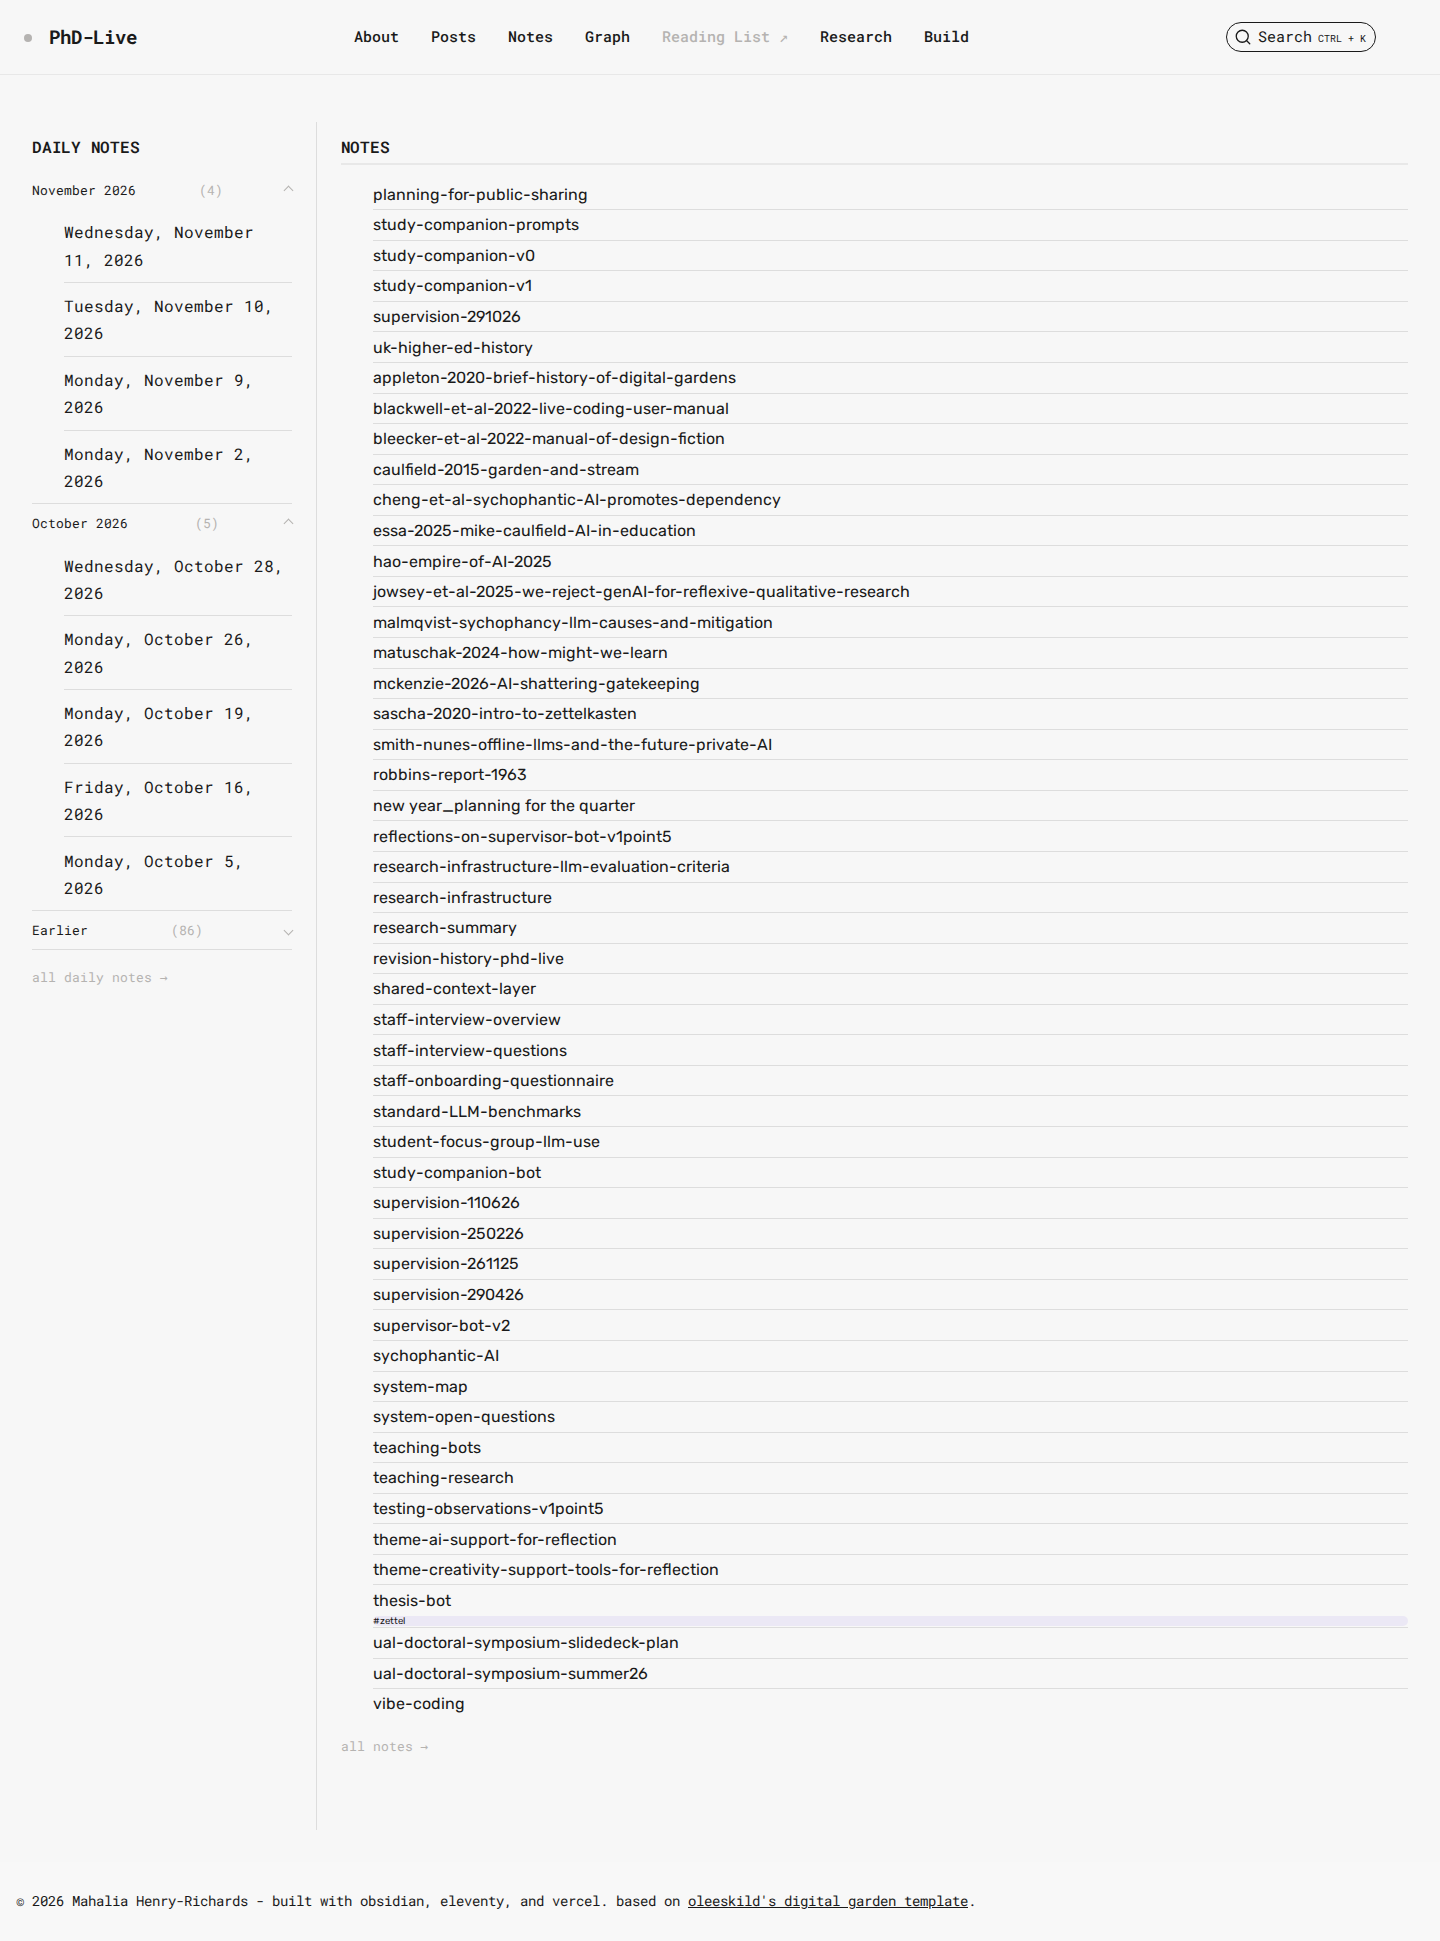 PhD-Live
About Posts Notes Graph Reading List ↗ Research Build
Search CTRL + K
DAILY NOTES
November 2026 (4)
Wednesday, November
11, 2026
Tuesday, November 10,
2026
Monday, November 9,
2026
Monday, November 2,
2026
October 2026 (5)
Wednesday, October 28,
2026
Monday, October 26,
2026
Monday, October 19,
2026
Friday, October 16,
2026
Monday, October 5,
2026
Earlier (86)
all daily notes →
NOTES
planning-for-public-sharing
study-companion-prompts
study-companion-v0
study-companion-v1
supervision-291026
uk-higher-ed-history
appleton-2020-brief-history-of-digital-gardens
blackwell-et-al-2022-live-coding-user-manual
bleecker-et-al-2022-manual-of-design-fiction
caulfield-2015-garden-and-stream
cheng-et-al-sychophantic-AI-promotes-dependency
essa-2025-mike-caulfield-AI-in-education
hao-empire-of-AI-2025
jowsey-et-al-2025-we-reject-genAI-for-reflexive-qualitative-research
malmqvist-sychophancy-llm-causes-and-mitigation
matuschak-2024-how-might-we-learn
mckenzie-2026-AI-shattering-gatekeeping
sascha-2020-intro-to-zettelkasten
smith-nunes-offline-llms-and-the-future-private-AI
robbins-report-1963
new year_planning for the quarter
reflections-on-supervisor-bot-v1point5
research-infrastructure-llm-evaluation-criteria
research-infrastructure
research-summary
revision-history-phd-live
shared-context-layer
staff-interview-overview
staff-interview-questions
staff-onboarding-questionnaire
standard-LLM-benchmarks
student-focus-group-llm-use
study-companion-bot
supervision-110626
supervision-250226
supervision-261125
supervision-290426
supervisor-bot-v2
sychophantic-AI
system-map
system-open-questions
teaching-bots
teaching-research
testing-observations-v1point5
theme-ai-support-for-reflection
theme-creativity-support-tools-for-reflection
thesis-bot
#zettel
ual-doctoral-symposium-slidedeck-plan
ual-doctoral-symposium-summer26
vibe-coding
all notes →
© 2026 Mahalia Henry-Richards - built with obsidian, eleventy, and vercel. based on oleeskild's digital garden template.